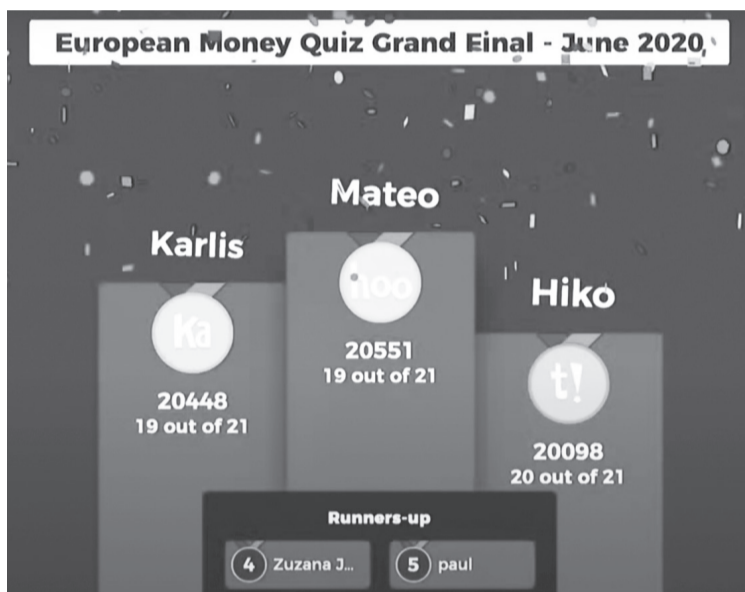 European Money Quiz Grand Final - June 2020
Mateo
Karlis
Hiko
Ka
hoo
t!
20551
19 out of 21
20448
19 out of 21
20098
20 out of 21
Runners-up
4 Zuzana J...
5 paul